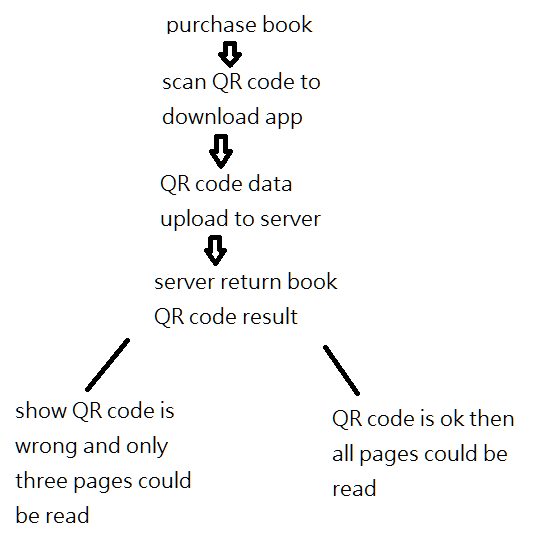 purchase book
scan QR code to
download app
QR code data
upload to server
server return book
QR code result
show QR code is
wrong and only
three pages could
be read
QR code is ok then
all pages could be
read